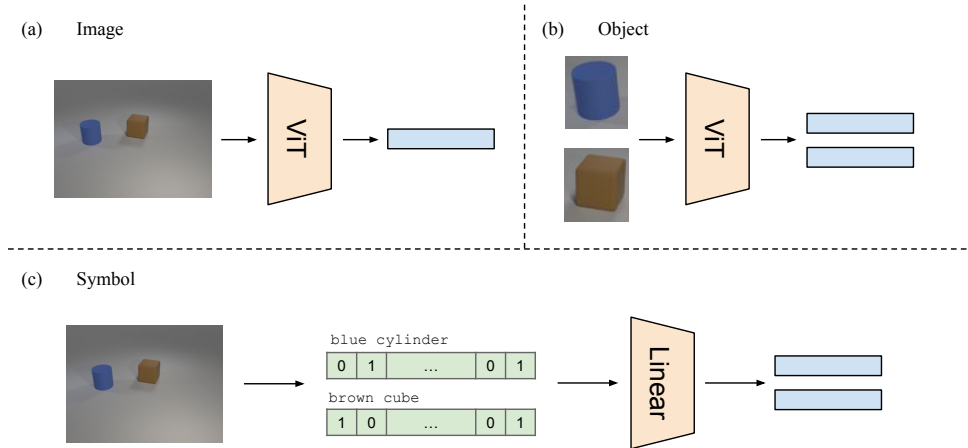 (a) Image
ViT
(b) Object
ViT
(c) Symbol
blue cylinder
0 1 ... 0 1
brown cube
1 0 ... 0 1
Linear